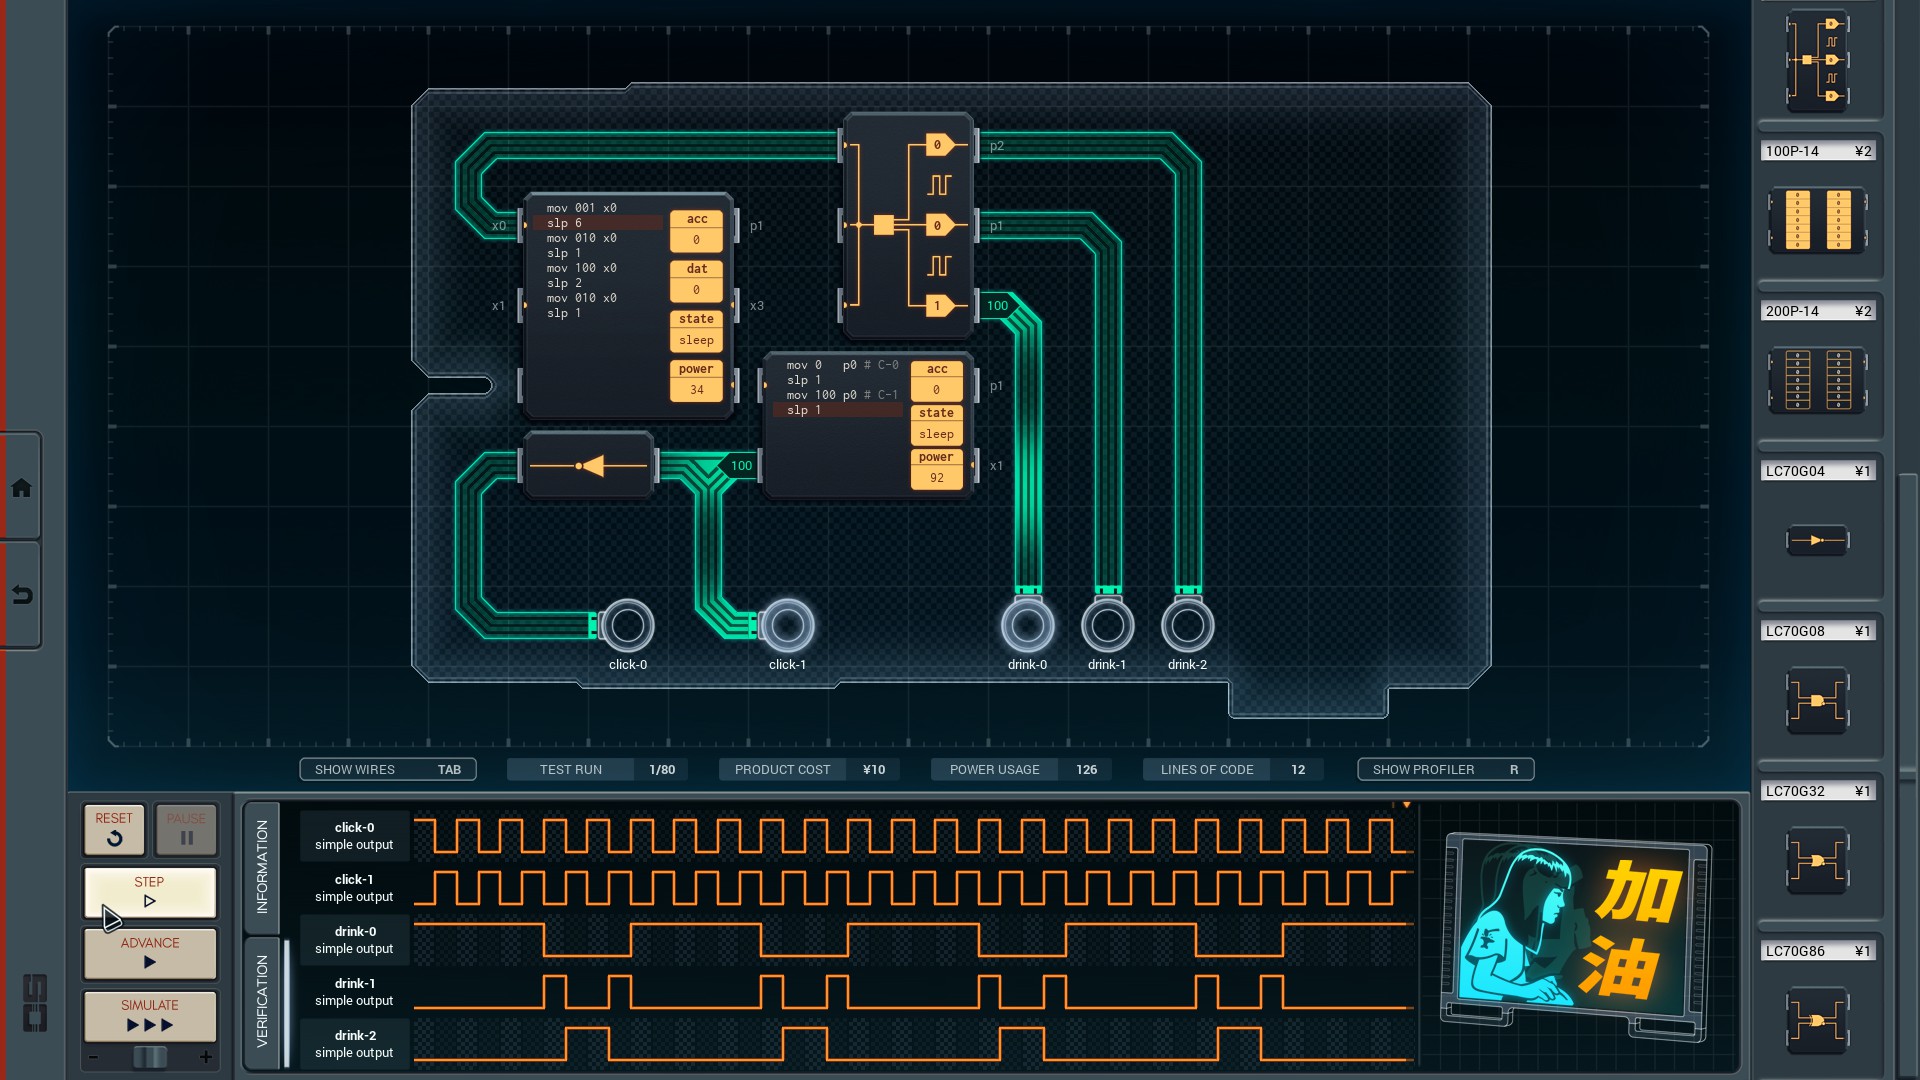 x0
mov 001 x0
slp 6
mov 010 x0
slp 1
mov 100 x0
slp 2
mov 010 x0
slp 1
acc
0
dat
0
state
sleep
power
34
p1
x1
x3
0
0
1
p2
p1
100
mov 0   p0 # C-0
slp 1
mov 100 p0 # C-1
slp 1
acc
0
state
sleep
power
92
p1
x1
100
click-0
click-1
drink-0
drink-1
drink-2
100P-14 ¥2
200P-14 ¥2
LC70G04 ¥1
LC70G08 ¥1
LC70G32 ¥1
LC70G86 ¥1
SHOW WIRES TAB
TEST RUN 1/80
PRODUCT COST ¥10
POWER USAGE 126
LINES OF CODE 12
SHOW PROFILER R
RESET
PAUSE
STEP
ADVANCE
SIMULATE
- +
INFORMATION
VERIFICATION
click-0
simple output
click-1
simple output
drink-0
simple output
drink-1
simple output
drink-2
simple output
加
油